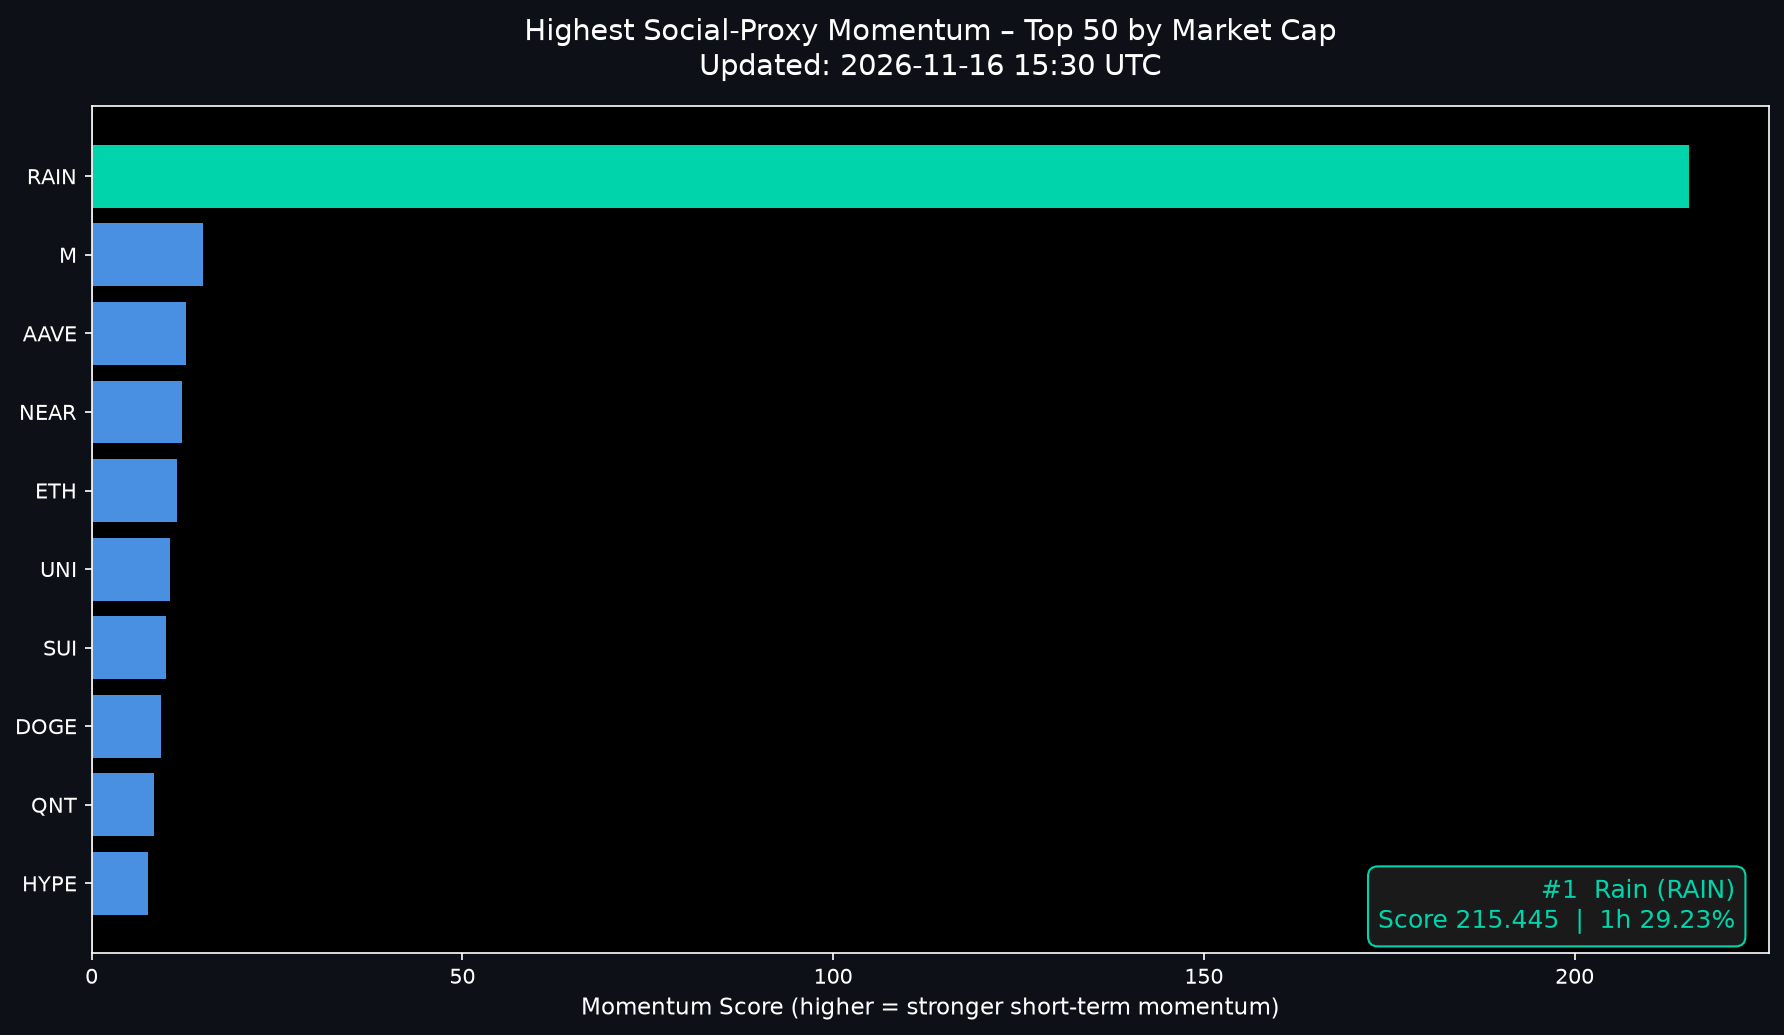 Highest Social-Proxy Momentum – Top 50 by Market Cap
Updated: 2026-11-16 15:30 UTC
RAIN
M
AAVE
NEAR
ETH
UNI
SUI
DOGE
QNT
HYPE
#1  Rain (RAIN)
Score 215.445  |  1h 29.23%
0 50 100 150 200
Momentum Score (higher = stronger short-term momentum)